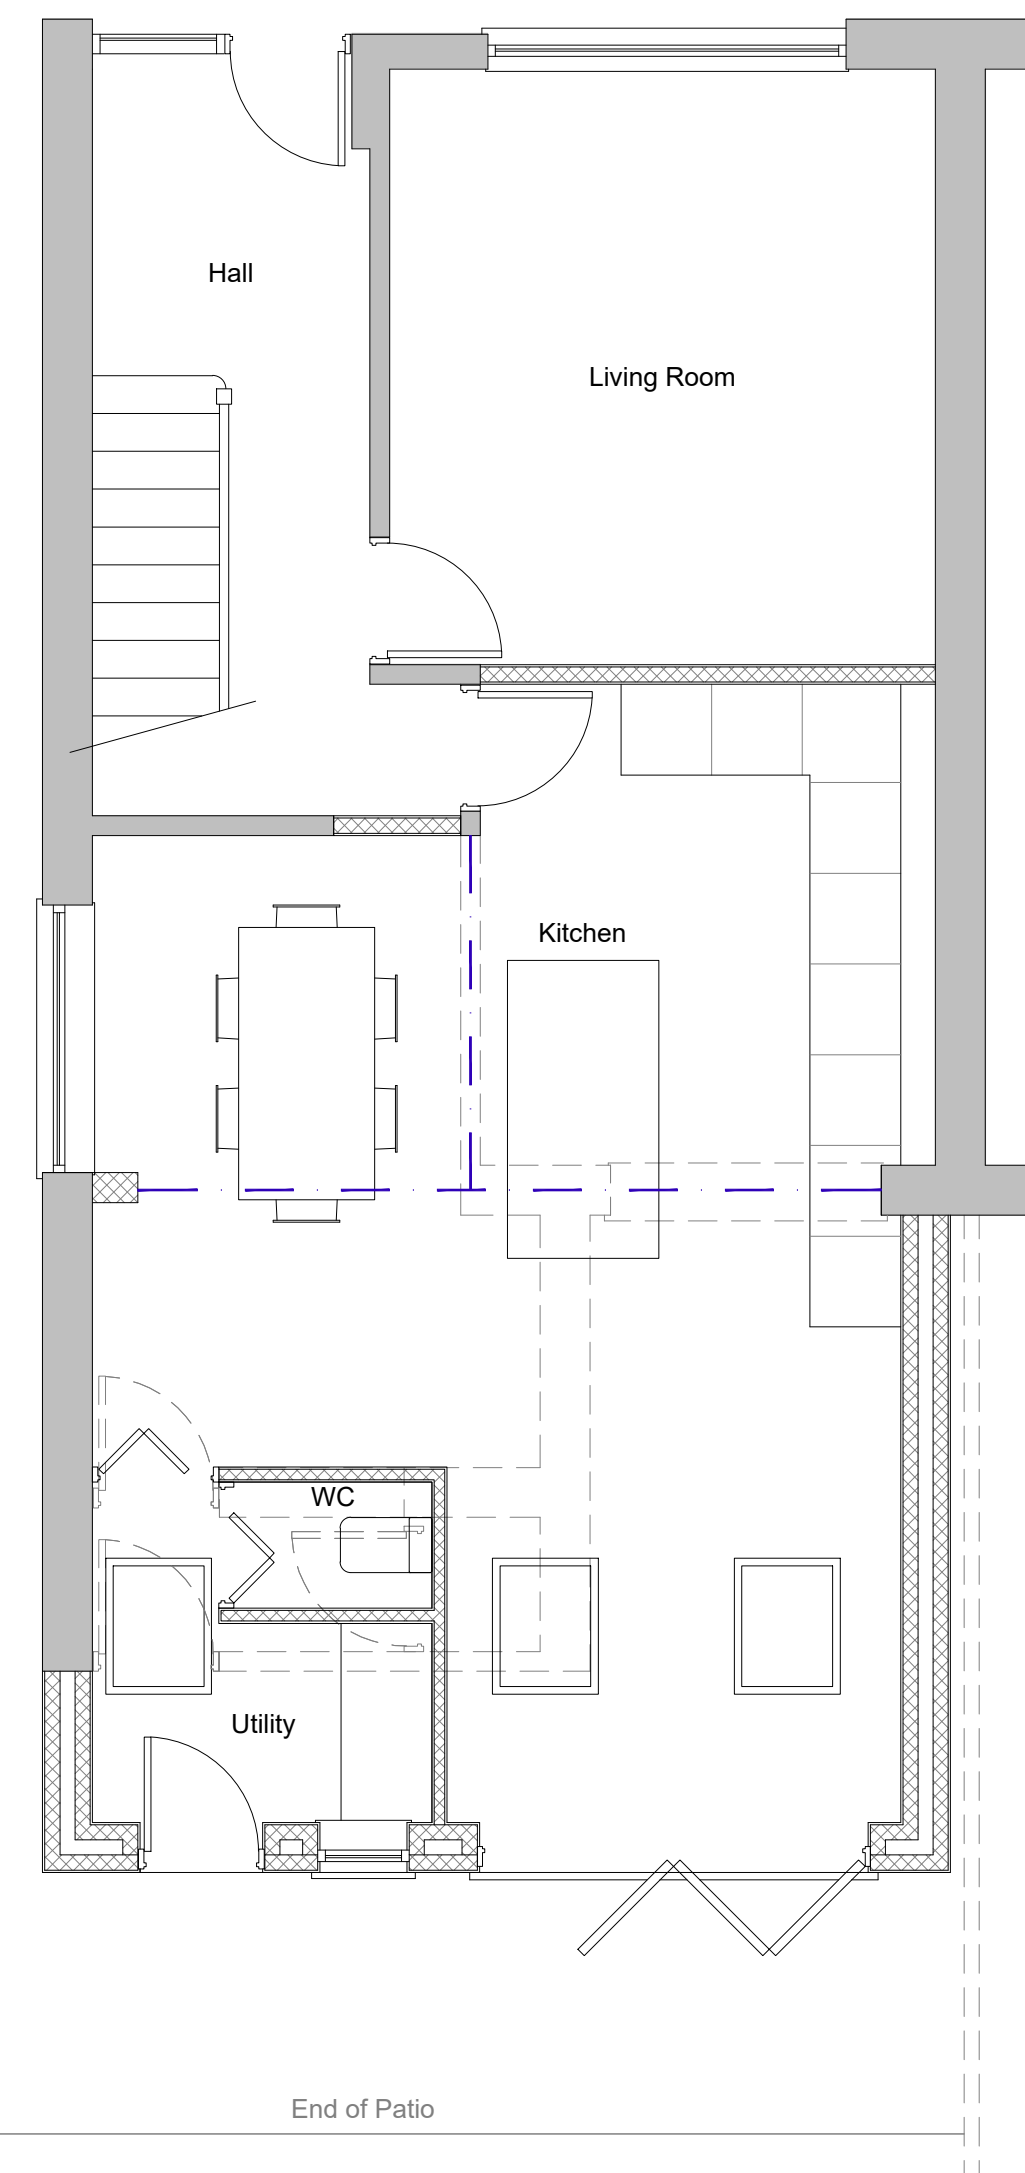 Hall
Living Room
Kitchen
WC
Utility
End of Patio